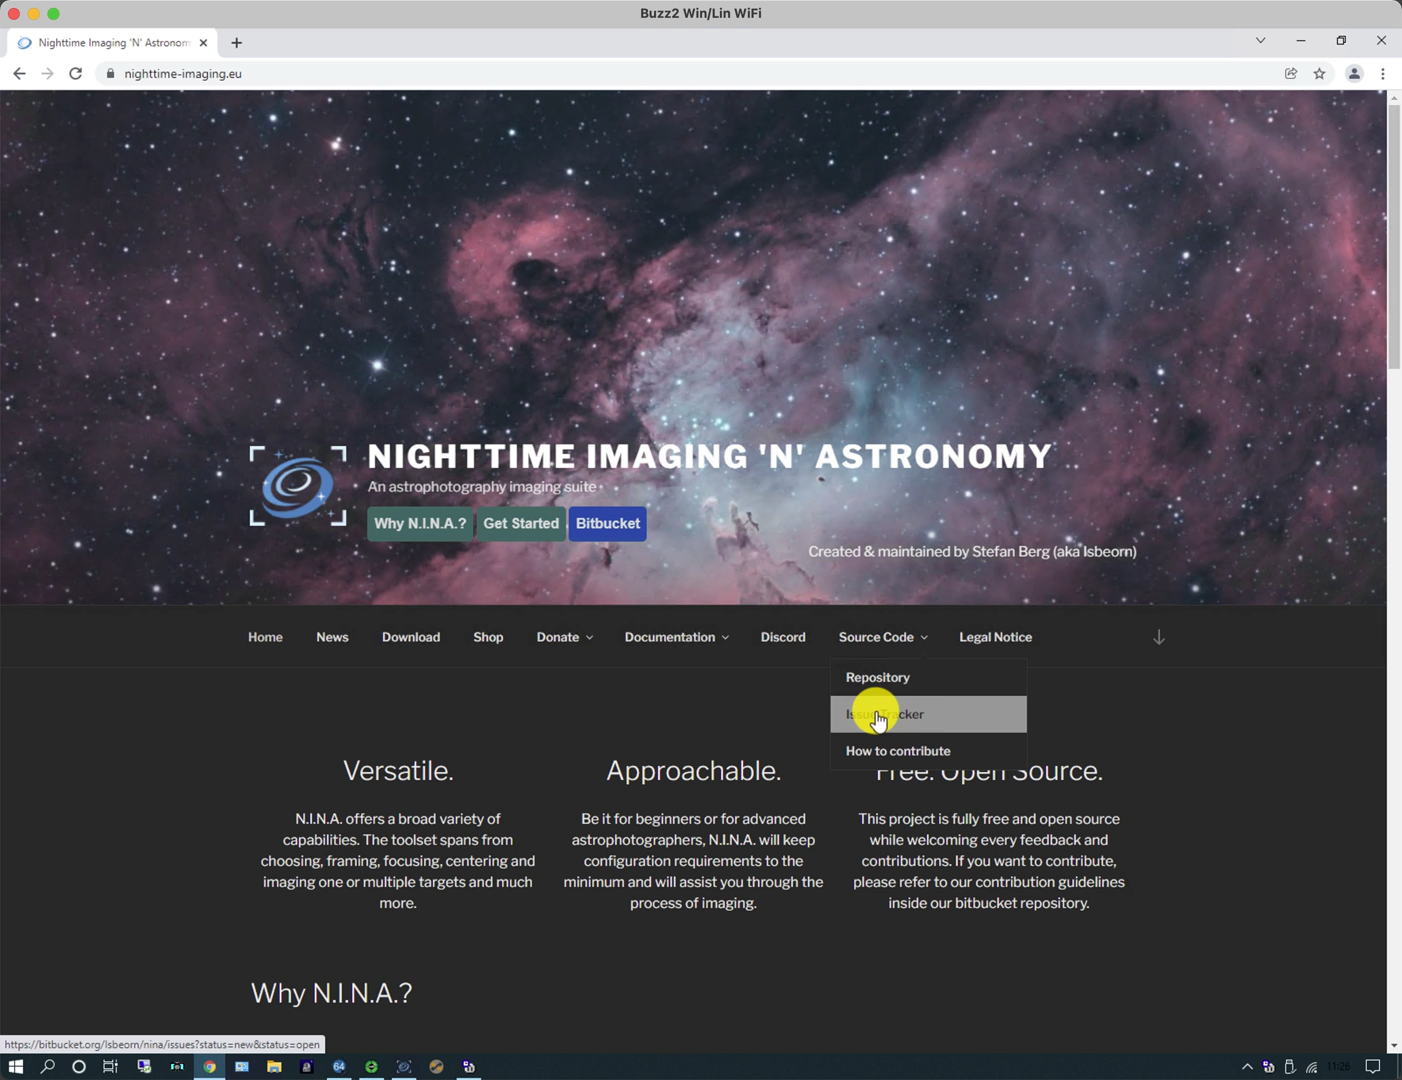 Buzz2 Win/Lin WiFi
Nighttime Imaging 'N' Astronom
nighttime-imaging.eu
NIGHTTIME IMAGING 'N' ASTRONOMY
An astrophotography imaging suite
Why N.I.N.A.? Get Started Bitbucket
Created & maintained by Stefan Berg (aka Isbeorn)
Home News Download Shop Donate Documentation Discord Source Code Legal Notice
Repository
Issue Tracker
How to contribute
Versatile.
N.I.N.A. offers a broad variety of
capabilities. The toolset spans from
choosing, framing, focusing, centering and
imaging one or multiple targets and much
more.
Approachable.
Be it for beginners or for advanced
astrophotographers, N.I.N.A. will keep
configuration requirements to the
minimum and will assist you through the
process of imaging.
Free. Open Source.
This project is fully free and open source
while welcoming every feedback and
contributions. If you want to contribute,
please refer to our contribution guidelines
inside our bitbucket repository.
Why N.I.N.A.?
https://bitbucket.org/Isbeorn/nina/issues?status=new&status=open
64
11:26